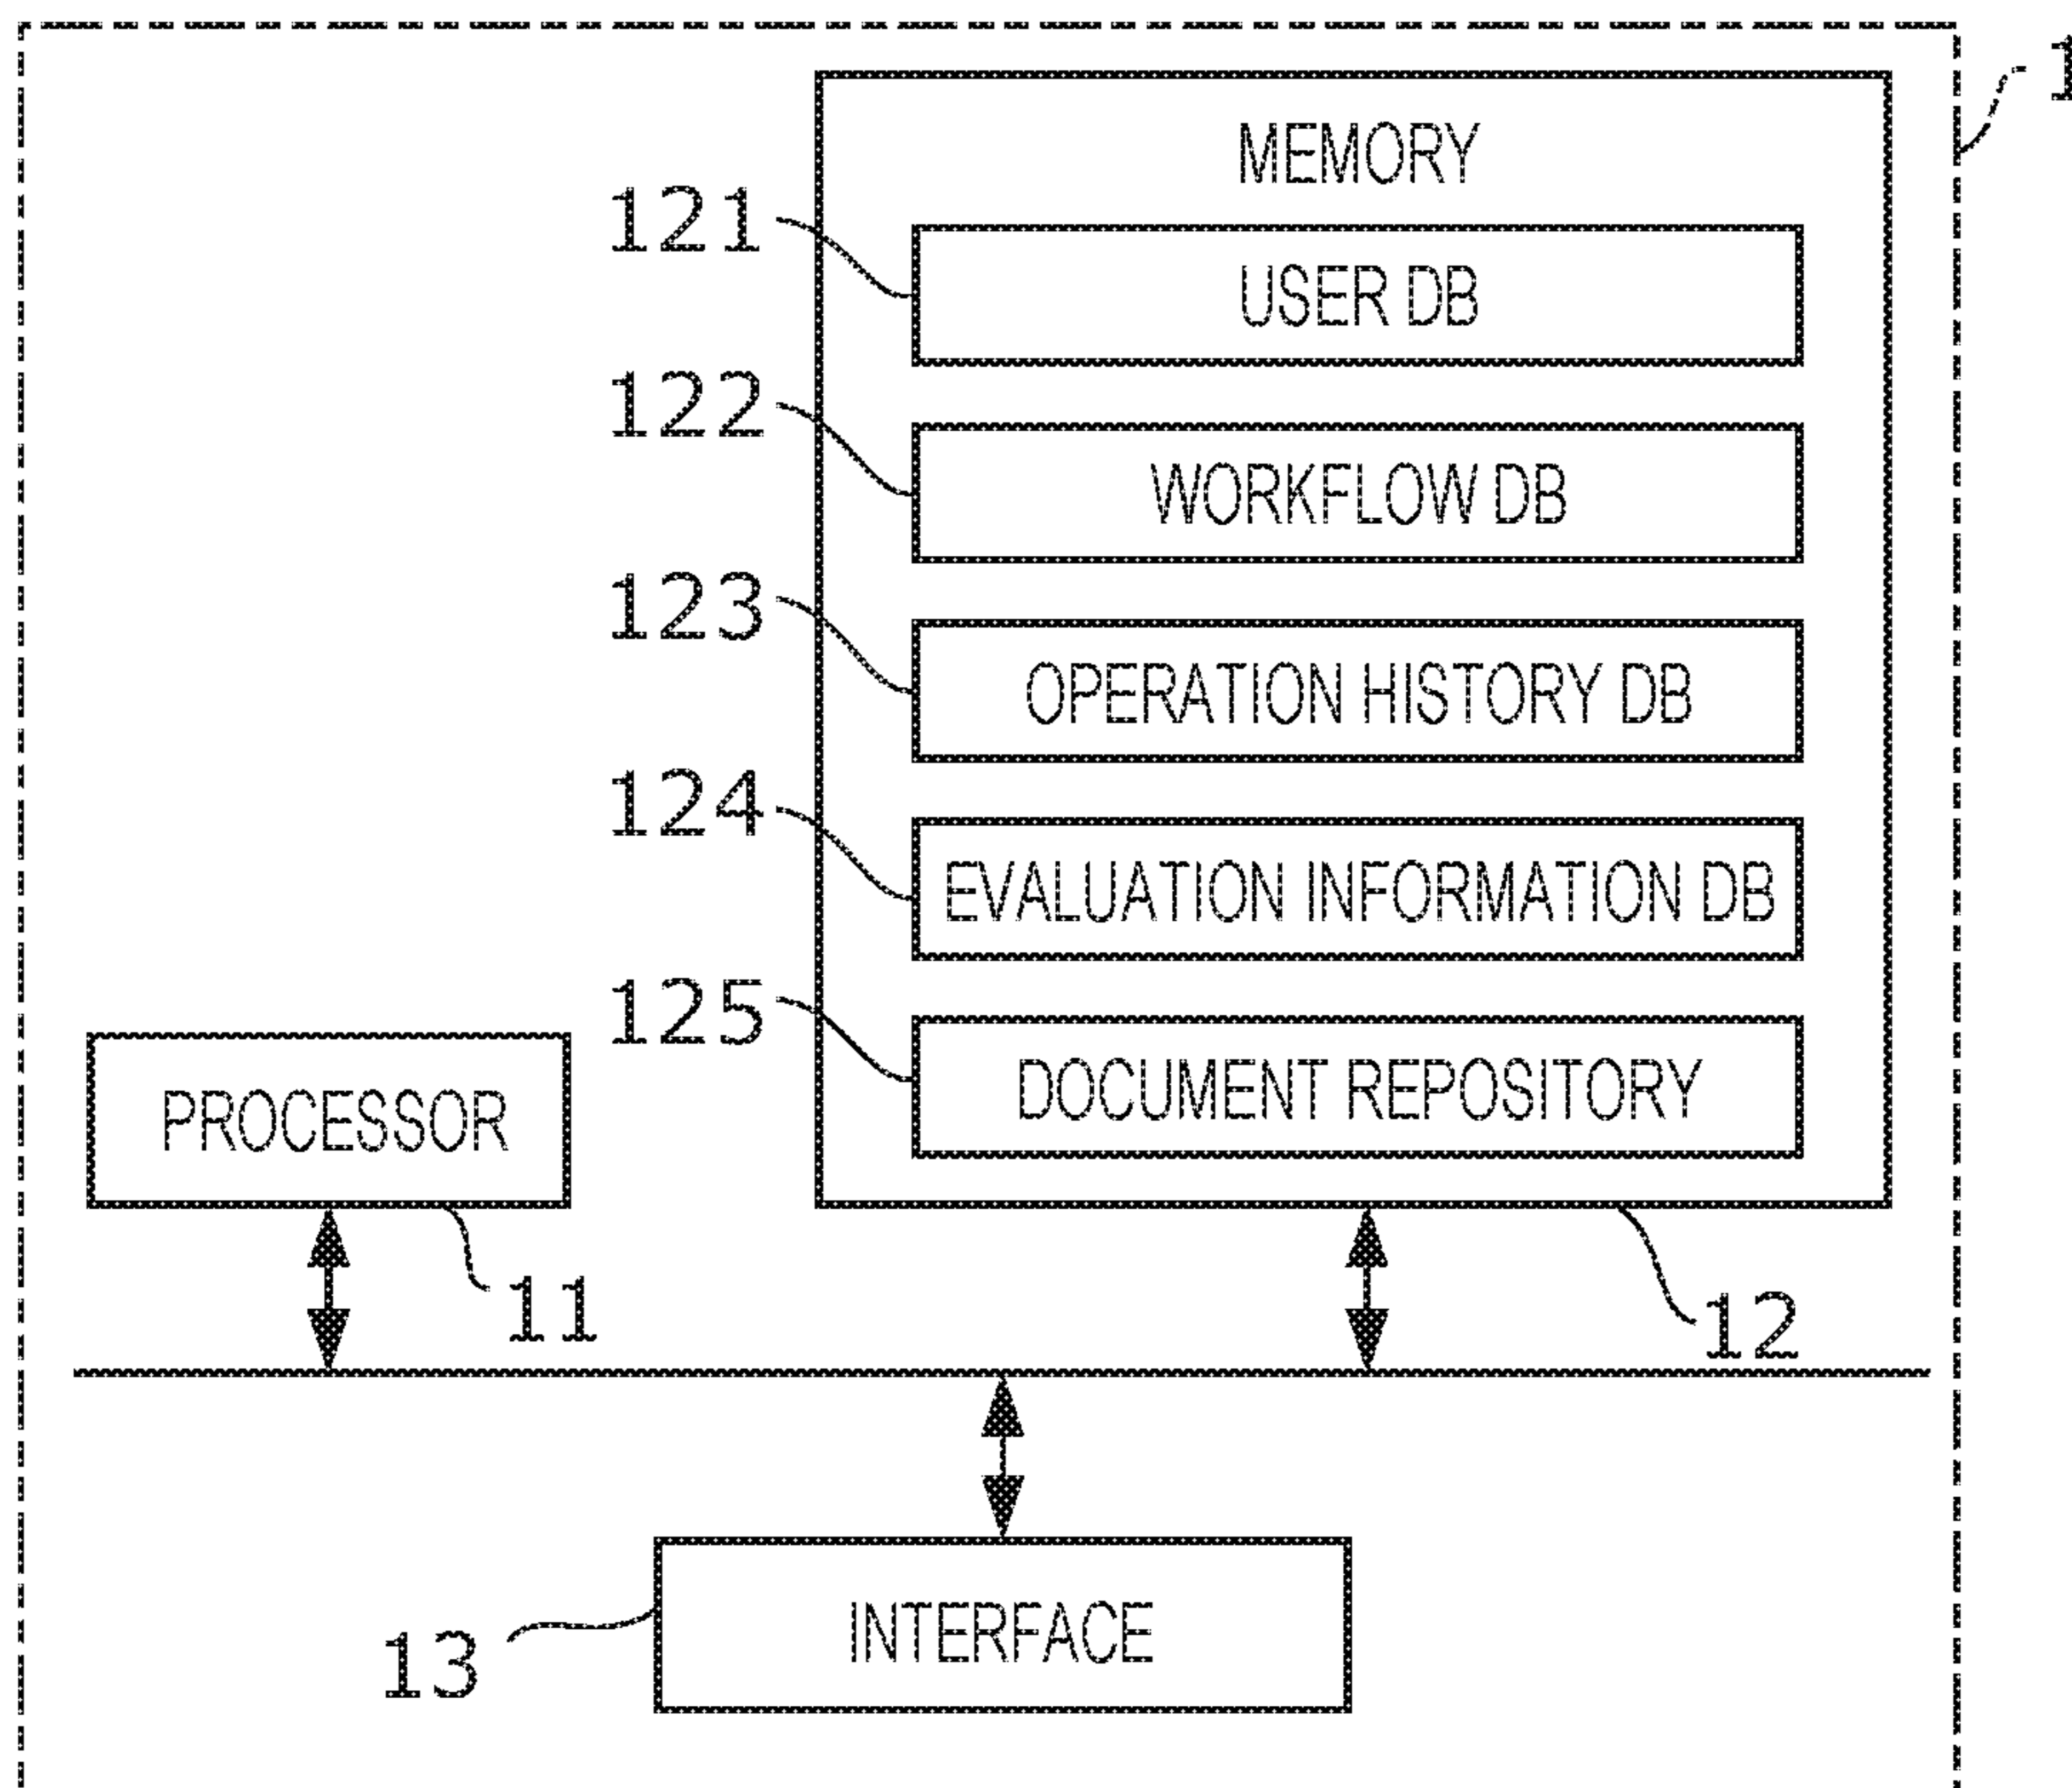 1
MEMORY
121
USER DB
122
WORKFLOW DB
123
OPERATION HISTORY DB
124
EVALUATION INFORMATION DB
125
DOCUMENT REPOSITORY
PROCESSOR
11
12
INTERFACE
13